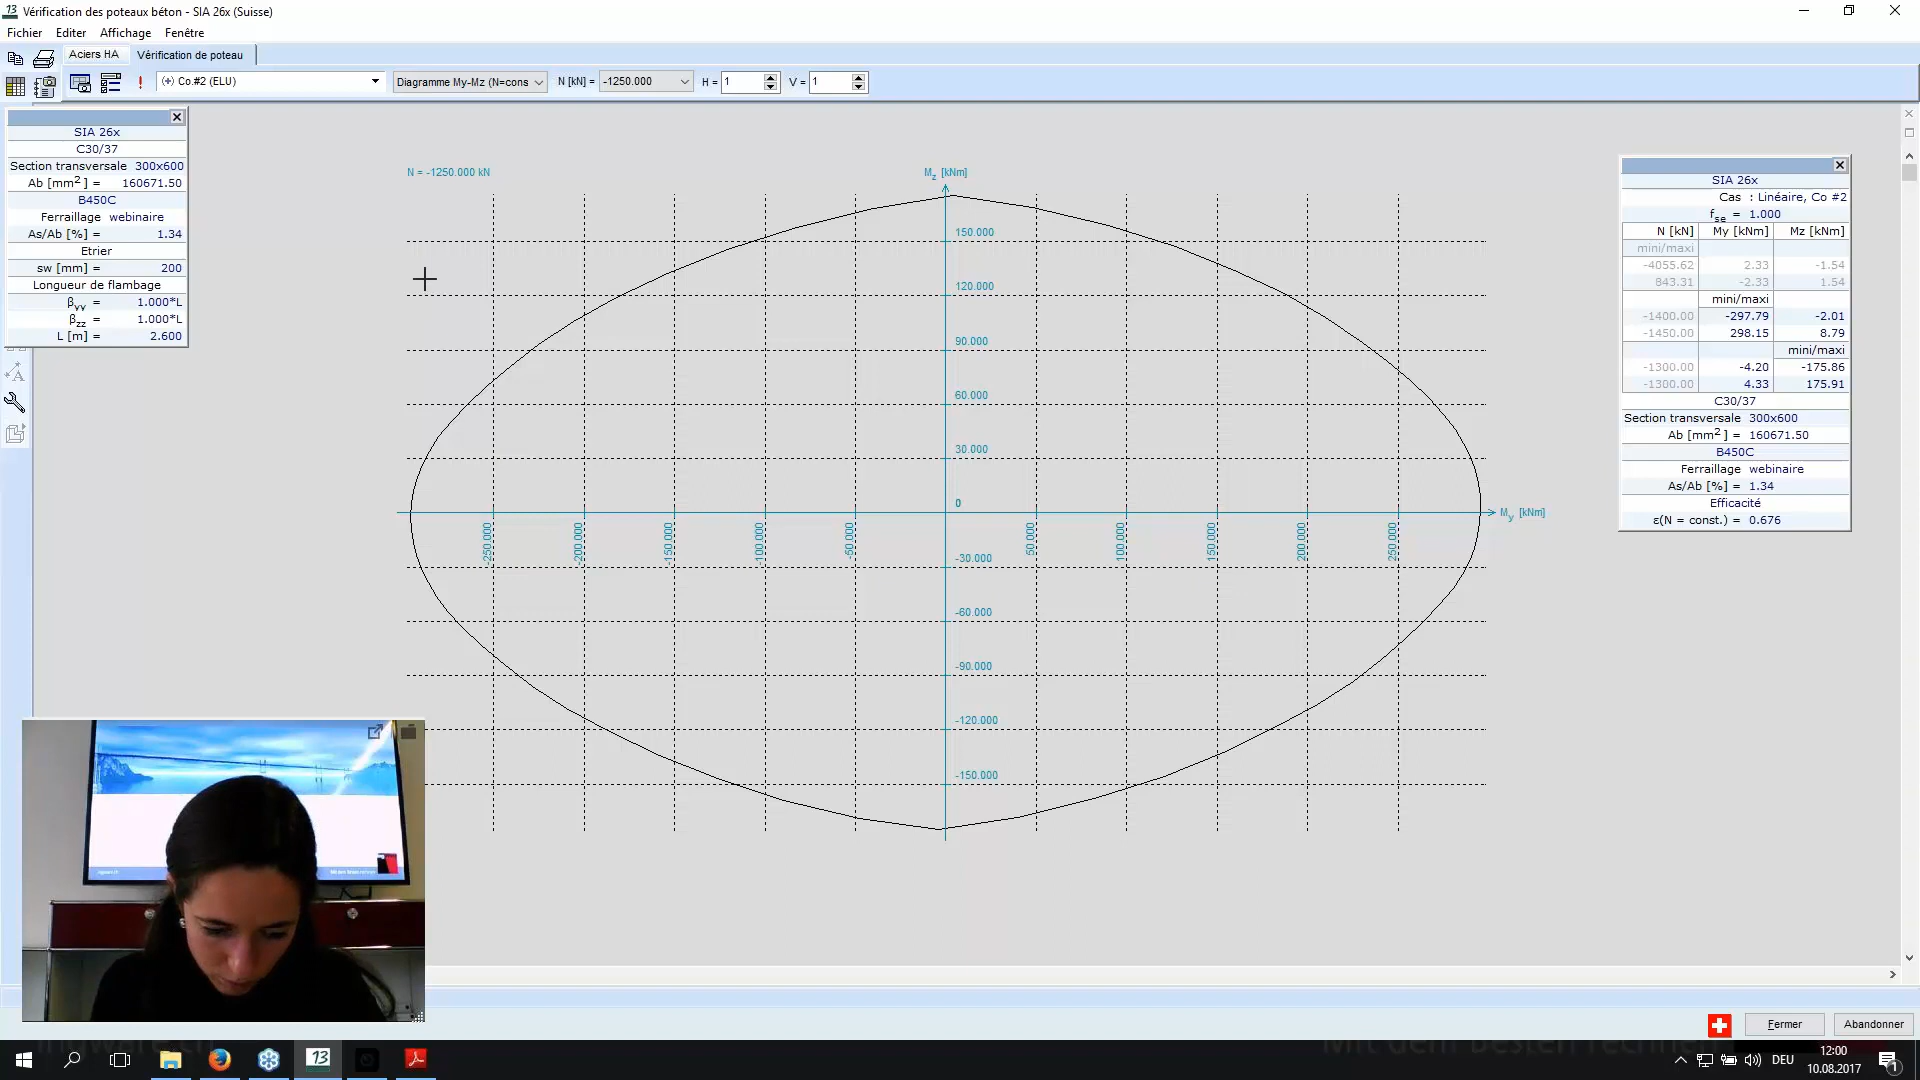 13 Vérification des poteaux béton - SIA 26x (Suisse)
Fichier Editer Affichage Fenêtre
Aciers HA Vérification de poteau
(+) Co.#2 (ELU) Diagramme My-Mz (N=cons N [kN] = -1250.000 H = 1 V = 1
SIA 26x
C30/37
Section transversale 300x600
Ab [mm2] = 160671.50
B450C
Ferraillage webinaire
As/Ab [%] = 1.34
Etrier
sw [mm] = 200
Longueur de flambage
βyy = 1.000*L
βzz = 1.000*L
L [m] = 2.600
N = -1250.000 kN
Mz [kNm]
150.000
120.000
90.000
60.000
30.000
0
My [kNm]
-250.000 -200.000 -150.000 -100.000 -50.000 50.000 100.000 150.000 200.000 250.000
-30.000
-60.000
-90.000
-120.000
-150.000
SIA 26x
Cas : Linéaire, Co #2
fse = 1.000
N [kN] My [kNm] Mz [kNm]
mini/maxi
-4055.62 2.33 -1.54
843.31 -2.33 1.54
mini/maxi
-1400.00 -297.79 -2.01
-1450.00 298.15 8.79
mini/maxi
-1300.00 -4.20 -175.86
-1300.00 4.33 175.91
C30/37
Section transversale 300x600
Ab [mm2] = 160671.50
B450C
Ferraillage webinaire
As/Ab [%] = 1.34
Efficacité
ε(N = const.) = 0.676
Fermer Abandonner
13
DEU
12:00
10.08.2017
1